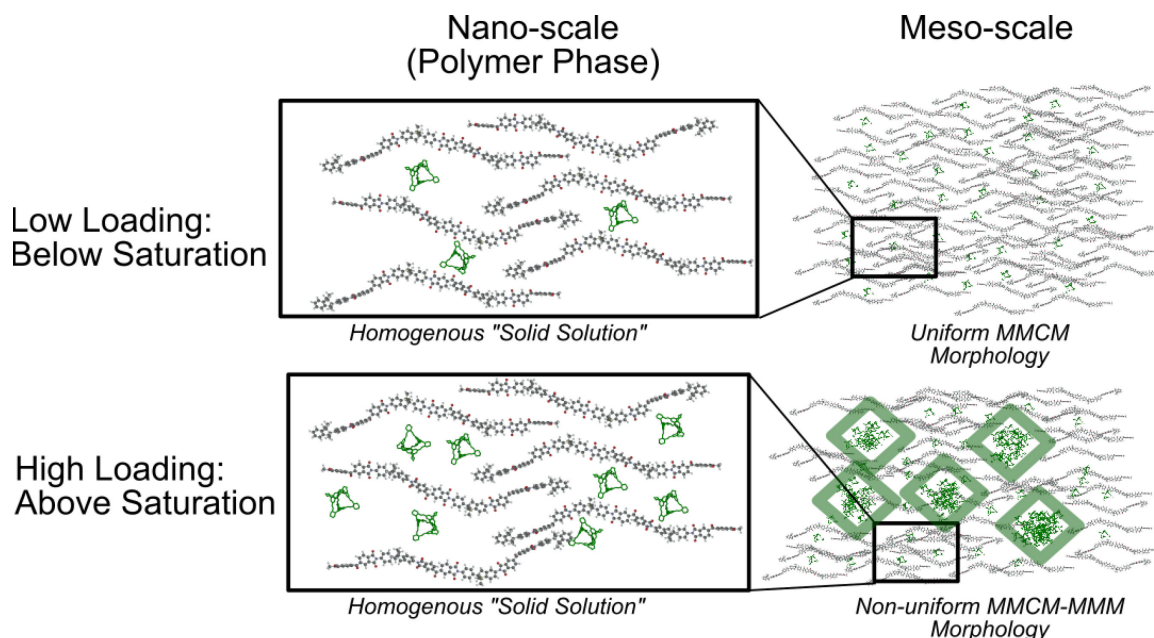 Nano-scale
(Polymer Phase)
Meso-scale
Low Loading:
Below Saturation
Homogenous "Solid Solution"
Uniform MMCM
Morphology
High Loading:
Above Saturation
Homogenous "Solid Solution"
Non-uniform MMCM-MMM
Morphology